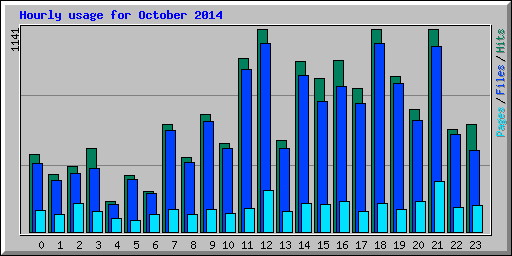 Hourly usage for October 2014
1141
Pages/Files/Hits
0 1 2 3 4 5 6 7 8 9 10 11 12 13 14 15 16 17 18 19 20 21 22 23